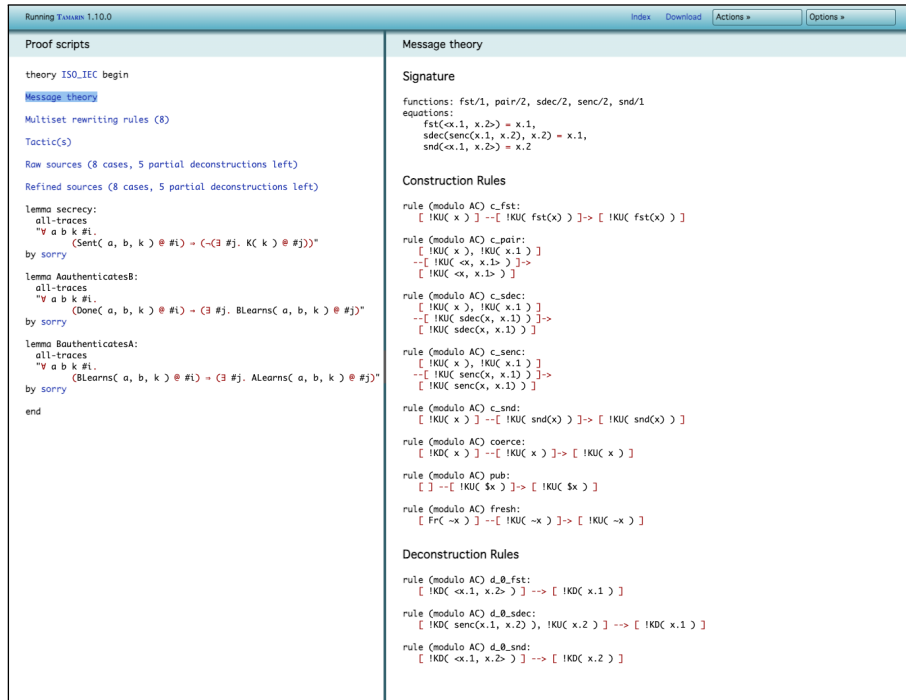 Running TAMARIN 1.10.0
Index Download Actions » Options »
Proof scripts
theory ISO_IEC begin
Message theory
Multiset rewriting rules (8)
Tactic(s)
Raw sources (8 cases, 5 partial deconstructions left)
Refined sources (8 cases, 5 partial deconstructions left)
lemma secrecy:
all-traces
"∀ a b k #i.
(Sent( a, b, k ) @ #i) ⇒ (¬(∃ #j. K( k ) @ #j))"
by sorry
lemma AauthenticatesB:
all-traces
"∀ a b k #i.
(Done( a, b, k ) @ #i) ⇒ (∃ #j. BLearns( a, b, k ) @ #j)"
by sorry
lemma BauthenticatesA:
all-traces
"∀ a b k #i.
(BLearns( a, b, k ) @ #i) ⇒ (∃ #j. ALearns( a, b, k ) @ #j)"
by sorry
end
Message theory
Signature
functions: fst/1, pair/2, sdec/2, senc/2, snd/1
equations:
fst(<x.1, x.2>) = x.1,
sdec(senc(x.1, x.2), x.2) = x.1,
snd(<x.1, x.2>) = x.2
Construction Rules
rule (modulo AC) c_fst:
[ !KU( x ) ] --[ !KU( fst(x) ) ]-> [ !KU( fst(x) ) ]
rule (modulo AC) c_pair:
[ !KU( x ), !KU( x.1 ) ]
--[ !KU( <x, x.1> ) ]->
[ !KU( <x, x.1> ) ]
rule (modulo AC) c_sdec:
[ !KU( x ), !KU( x.1 ) ]
--[ !KU( sdec(x, x.1) ) ]->
[ !KU( sdec(x, x.1) ) ]
rule (modulo AC) c_senc:
[ !KU( x ), !KU( x.1 ) ]
--[ !KU( senc(x, x.1) ) ]->
[ !KU( senc(x, x.1) ) ]
rule (modulo AC) c_snd:
[ !KU( x ) ] --[ !KU( snd(x) ) ]-> [ !KU( snd(x) ) ]
rule (modulo AC) coerce:
[ !KD( x ) ] --[ !KU( x ) ]-> [ !KU( x ) ]
rule (modulo AC) pub:
[ ] --[ !KU( $x ) ]-> [ !KU( $x ) ]
rule (modulo AC) fresh:
[ Fr( ~x ) ] --[ !KU( ~x ) ]-> [ !KU( ~x ) ]
Deconstruction Rules
rule (modulo AC) d_0_fst:
[ !KD( <x.1, x.2> ) ] --> [ !KD( x.1 ) ]
rule (modulo AC) d_0_sdec:
[ !KD( senc(x.1, x.2) ), !KU( x.2 ) ] --> [ !KD( x.1 ) ]
rule (modulo AC) d_0_snd:
[ !KD( <x.1, x.2> ) ] --> [ !KD( x.2 ) ]